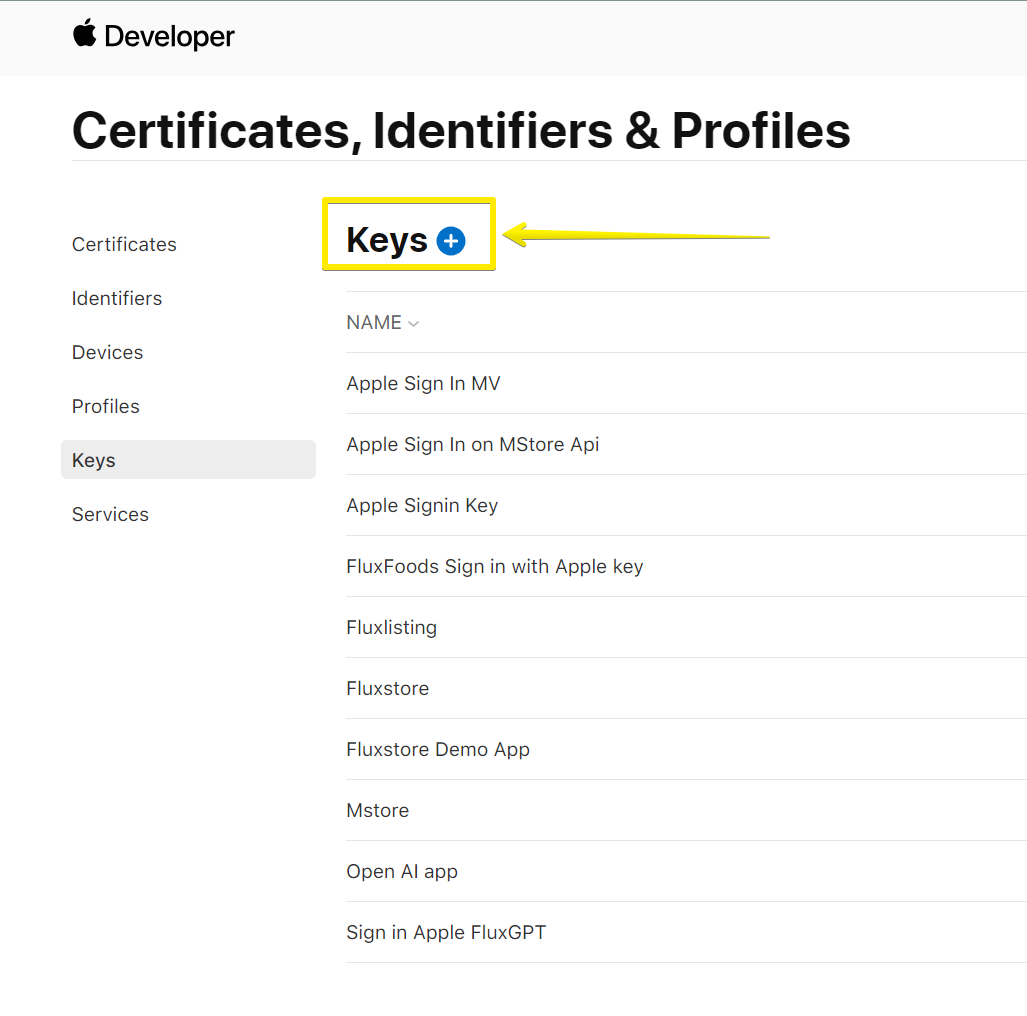 Developer
Certificates, Identifiers & Profiles
Certificates
Identifiers
Devices
Profiles
Keys
Services
Keys
NAME
Apple Sign In MV
Apple Sign In on MStore Api
Apple Signin Key
FluxFoods Sign in with Apple key
Fluxlisting
Fluxstore
Fluxstore Demo App
Mstore
Open AI app
Sign in Apple FluxGPT